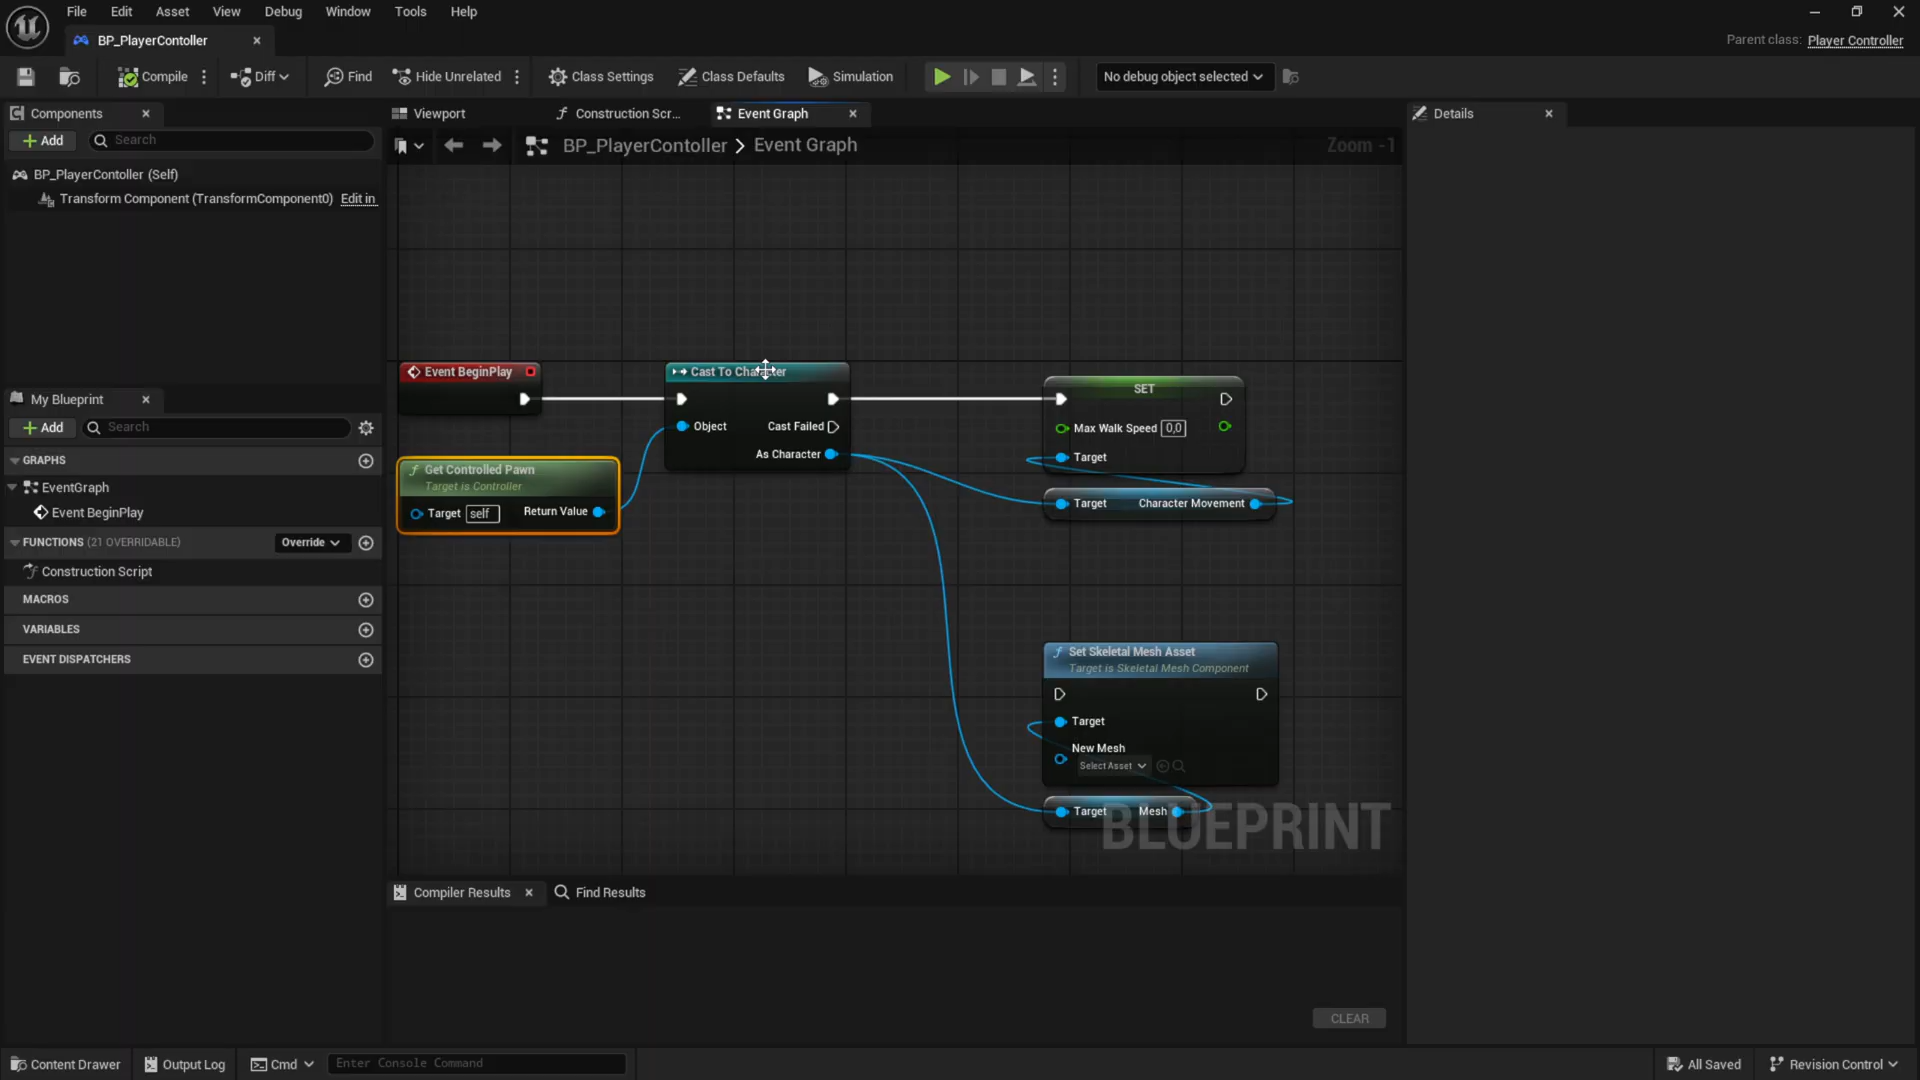 File Edit Asset View Debug Window Tools Help
BP_PlayerContoller
Parent class: Player Controller
Compile Diff Find Hide Unrelated Class Settings Class Defaults Simulation No debug object selected
Components
Viewport Construction Scr... Event Graph
Details
Add Search
BP_PlayerContoller > Event Graph
Zoom -1
BP_PlayerContoller (Self)
Transform Component (TransformComponent0) Edit in
My Blueprint
Add Search
GRAPHS
EventGraph
Event BeginPlay
FUNCTIONS (21 OVERRIDABLE) Override
Construction Script
MACROS
VARIABLES
EVENT DISPATCHERS
Event BeginPlay
Cast To Character
Object Cast Failed
As Character
Get Controlled Pawn
Target is Controller
Target self Return Value
SET
Max Walk Speed 0,0
Target
Target Character Movement
Set Skeletal Mesh Asset
Target is Skeletal Mesh Component
Target
New Mesh
Select Asset
Target Mesh
BLUEPRINT
Compiler Results Find Results
CLEAR
Content Drawer Output Log Cmd Enter Console Command All Saved Revision Control